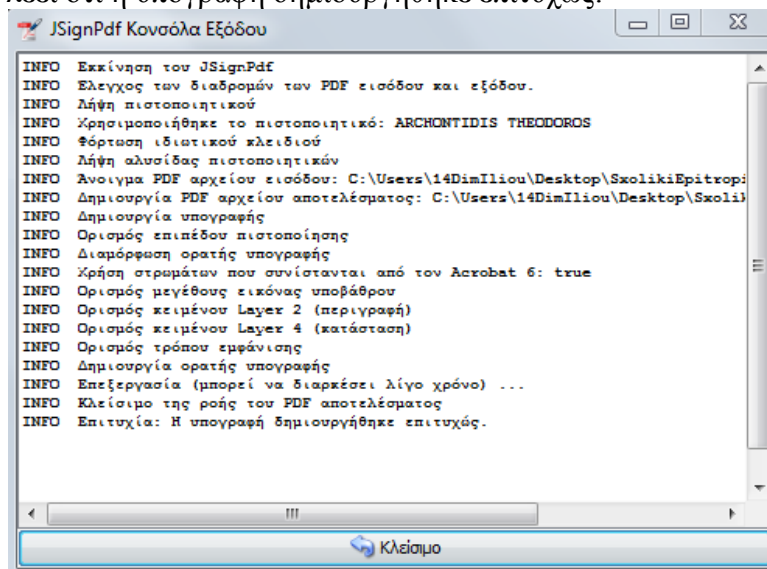 λέει ότι η υπογραφή δημιουργήθηκε επιτυχώς.
JSignPdf Κονσόλα Εξόδου
INFO Εκκίνηση του JSignPdf
INFO Έλεγχος των διαδρομών των PDF εισόδου και εξόδου.
INFO Λήψη πιστοποιητικού
INFO Χρησιμοποιήθηκε το πιστοποιητικό: ARCHONTIDIS THEODOROS
INFO Φόρτωση ιδιωτικού κλειδιού
INFO Λήψη αλυσίδας πιστοποιητικών
INFO Άνοιγμα PDF αρχείου εισόδου: C:\Users\14DimIliou\Desktop\SxolikiEpitropi
INFO Δημιουργία PDF αρχείου αποτελέσματος: C:\Users\14DimIliou\Desktop\Sxolik
INFO Δημιουργία υπογραφής
INFO Ορισμός επιπέδου πιστοποίησης
INFO Διαμόρφωση ορατής υπογραφής
INFO Χρήση στρωμάτων που συνίστανται από τον Acrobat 6: true
INFO Ορισμός μεγέθους εικόνας υποβάθρου
INFO Ορισμός κειμένου Layer 2 (περιγραφή)
INFO Ορισμός κειμένου Layer 4 (κατάσταση)
INFO Ορισμός τρόπου εμφάνισης
INFO Δημιουργία ορατής υπογραφής
INFO Επεξεργασία (μπορεί να διαρκέσει λίγο χρόνο) ...
INFO Κλείσιμο της ροής του PDF αποτελέσματος
INFO Επιτυχία: Η υπογραφή δημιουργήθηκε επιτυχώς.
Κλείσιμο